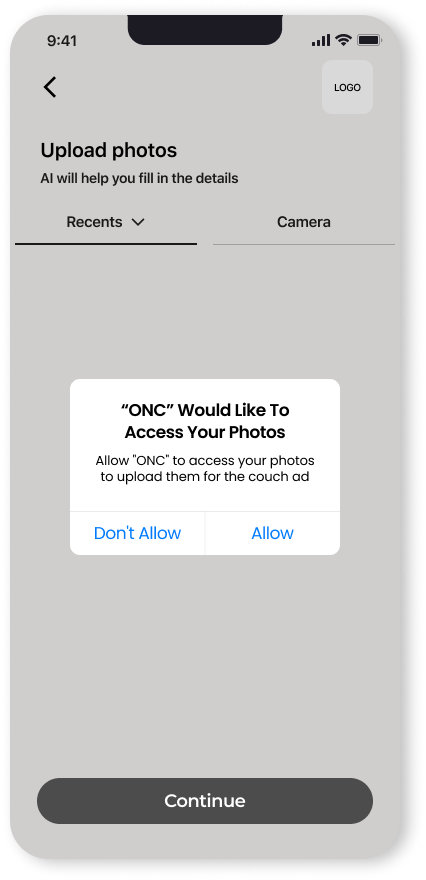 9:41
LOGO
Upload photos
AI will help you fill in the details
Recents
Camera
“ONC” Would Like To
Access Your Photos
Allow "ONC" to access your photos
to upload them for the couch ad
Don't Allow
Allow
Continue